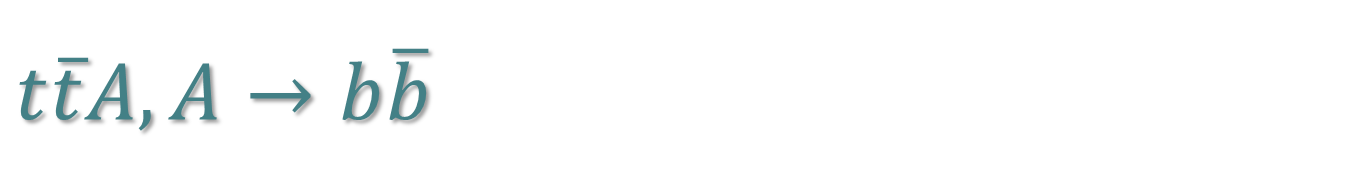 tt̄A, A → bb̄